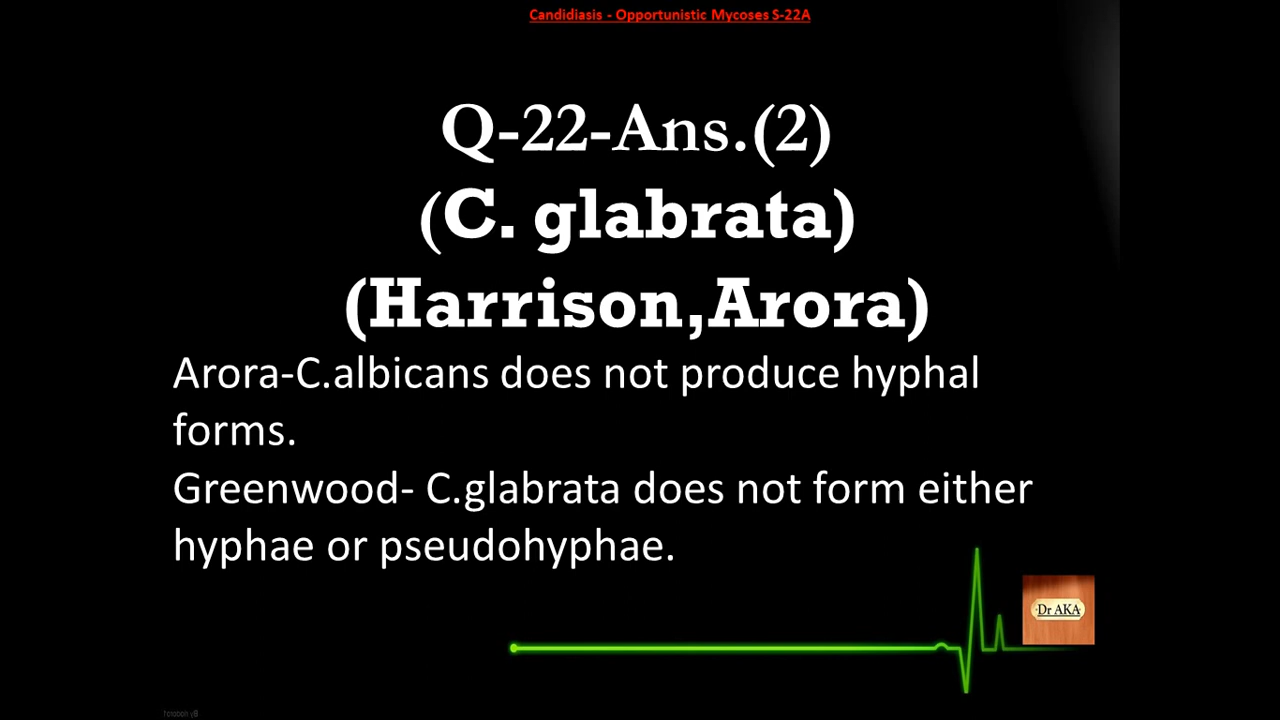 Candidiasis - Opportunistic Mycoses S-22A
Q-22-Ans.(2)
(C. glabrata)
(Harrison,Arora)
Arora-C.albicans does not produce hyphal
forms.
Greenwood- C.glabrata does not form either
hyphae or pseudohyphae.
Dr AKA